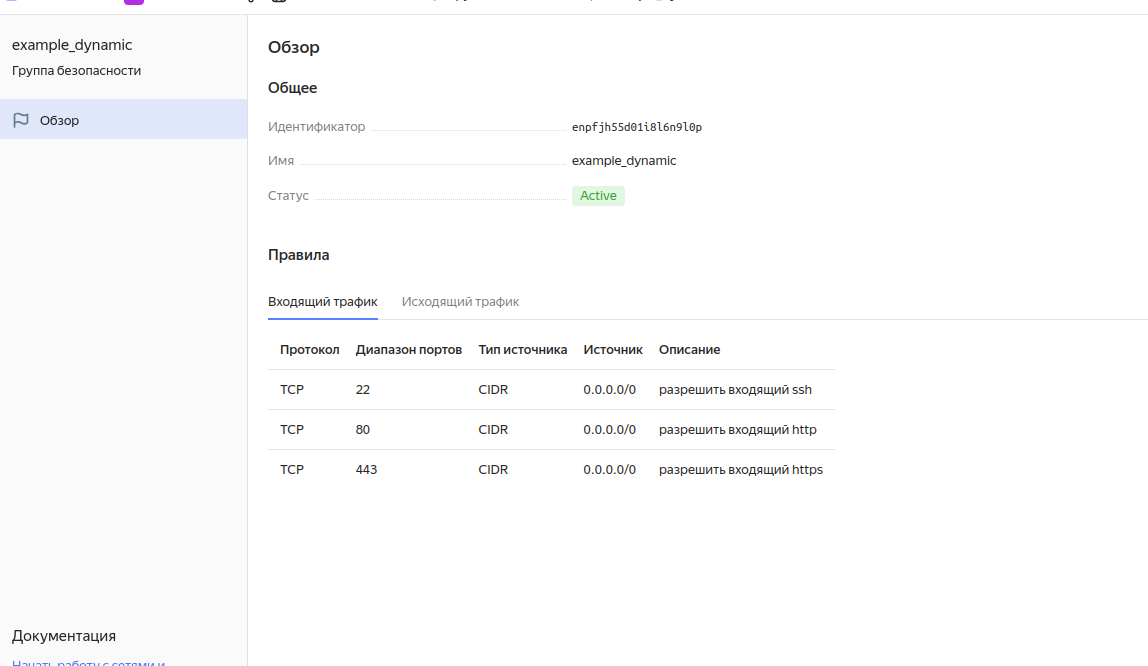 example_dynamic
Группа безопасности
Обзор
Обзор
Общее
Идентификатор enpfjh55d01i8l6n9l0p
Имя example_dynamic
Статус Active
Правила
Входящий трафик Исходящий трафик
Протокол Диапазон портов Тип источника Источник Описание
TCP 22 CIDR 0.0.0.0/0 разрешить входящий ssh
TCP 80 CIDR 0.0.0.0/0 разрешить входящий http
TCP 443 CIDR 0.0.0.0/0 разрешить входящий https
Документация
Начать работу с сетями и